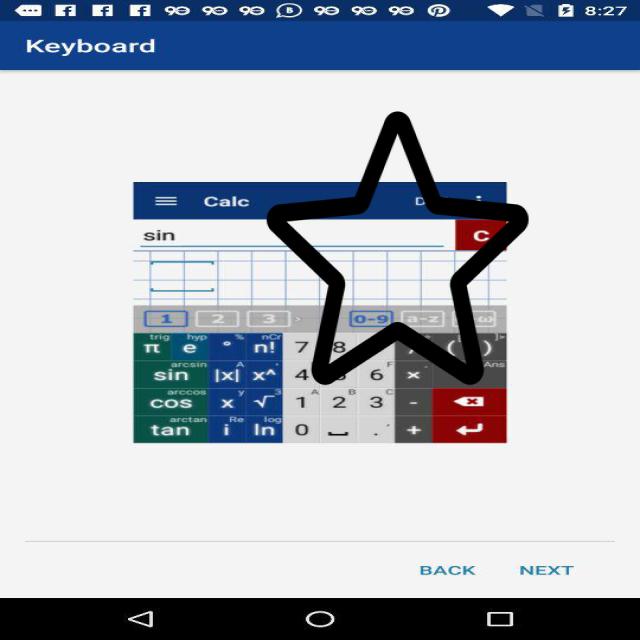 8:27
Keyboard
Calc
sin
C
1 2 3 0-9 a-z
trig hyp % nCr
π e ° n! 7 8 ( )
arcsin A F Ans
sin |x| x^ 4 6 ×
arccos y 3 A B C
cos x √ 1 2 3 -
arctan Re log
tan i ln 0 . +
BACK NEXT